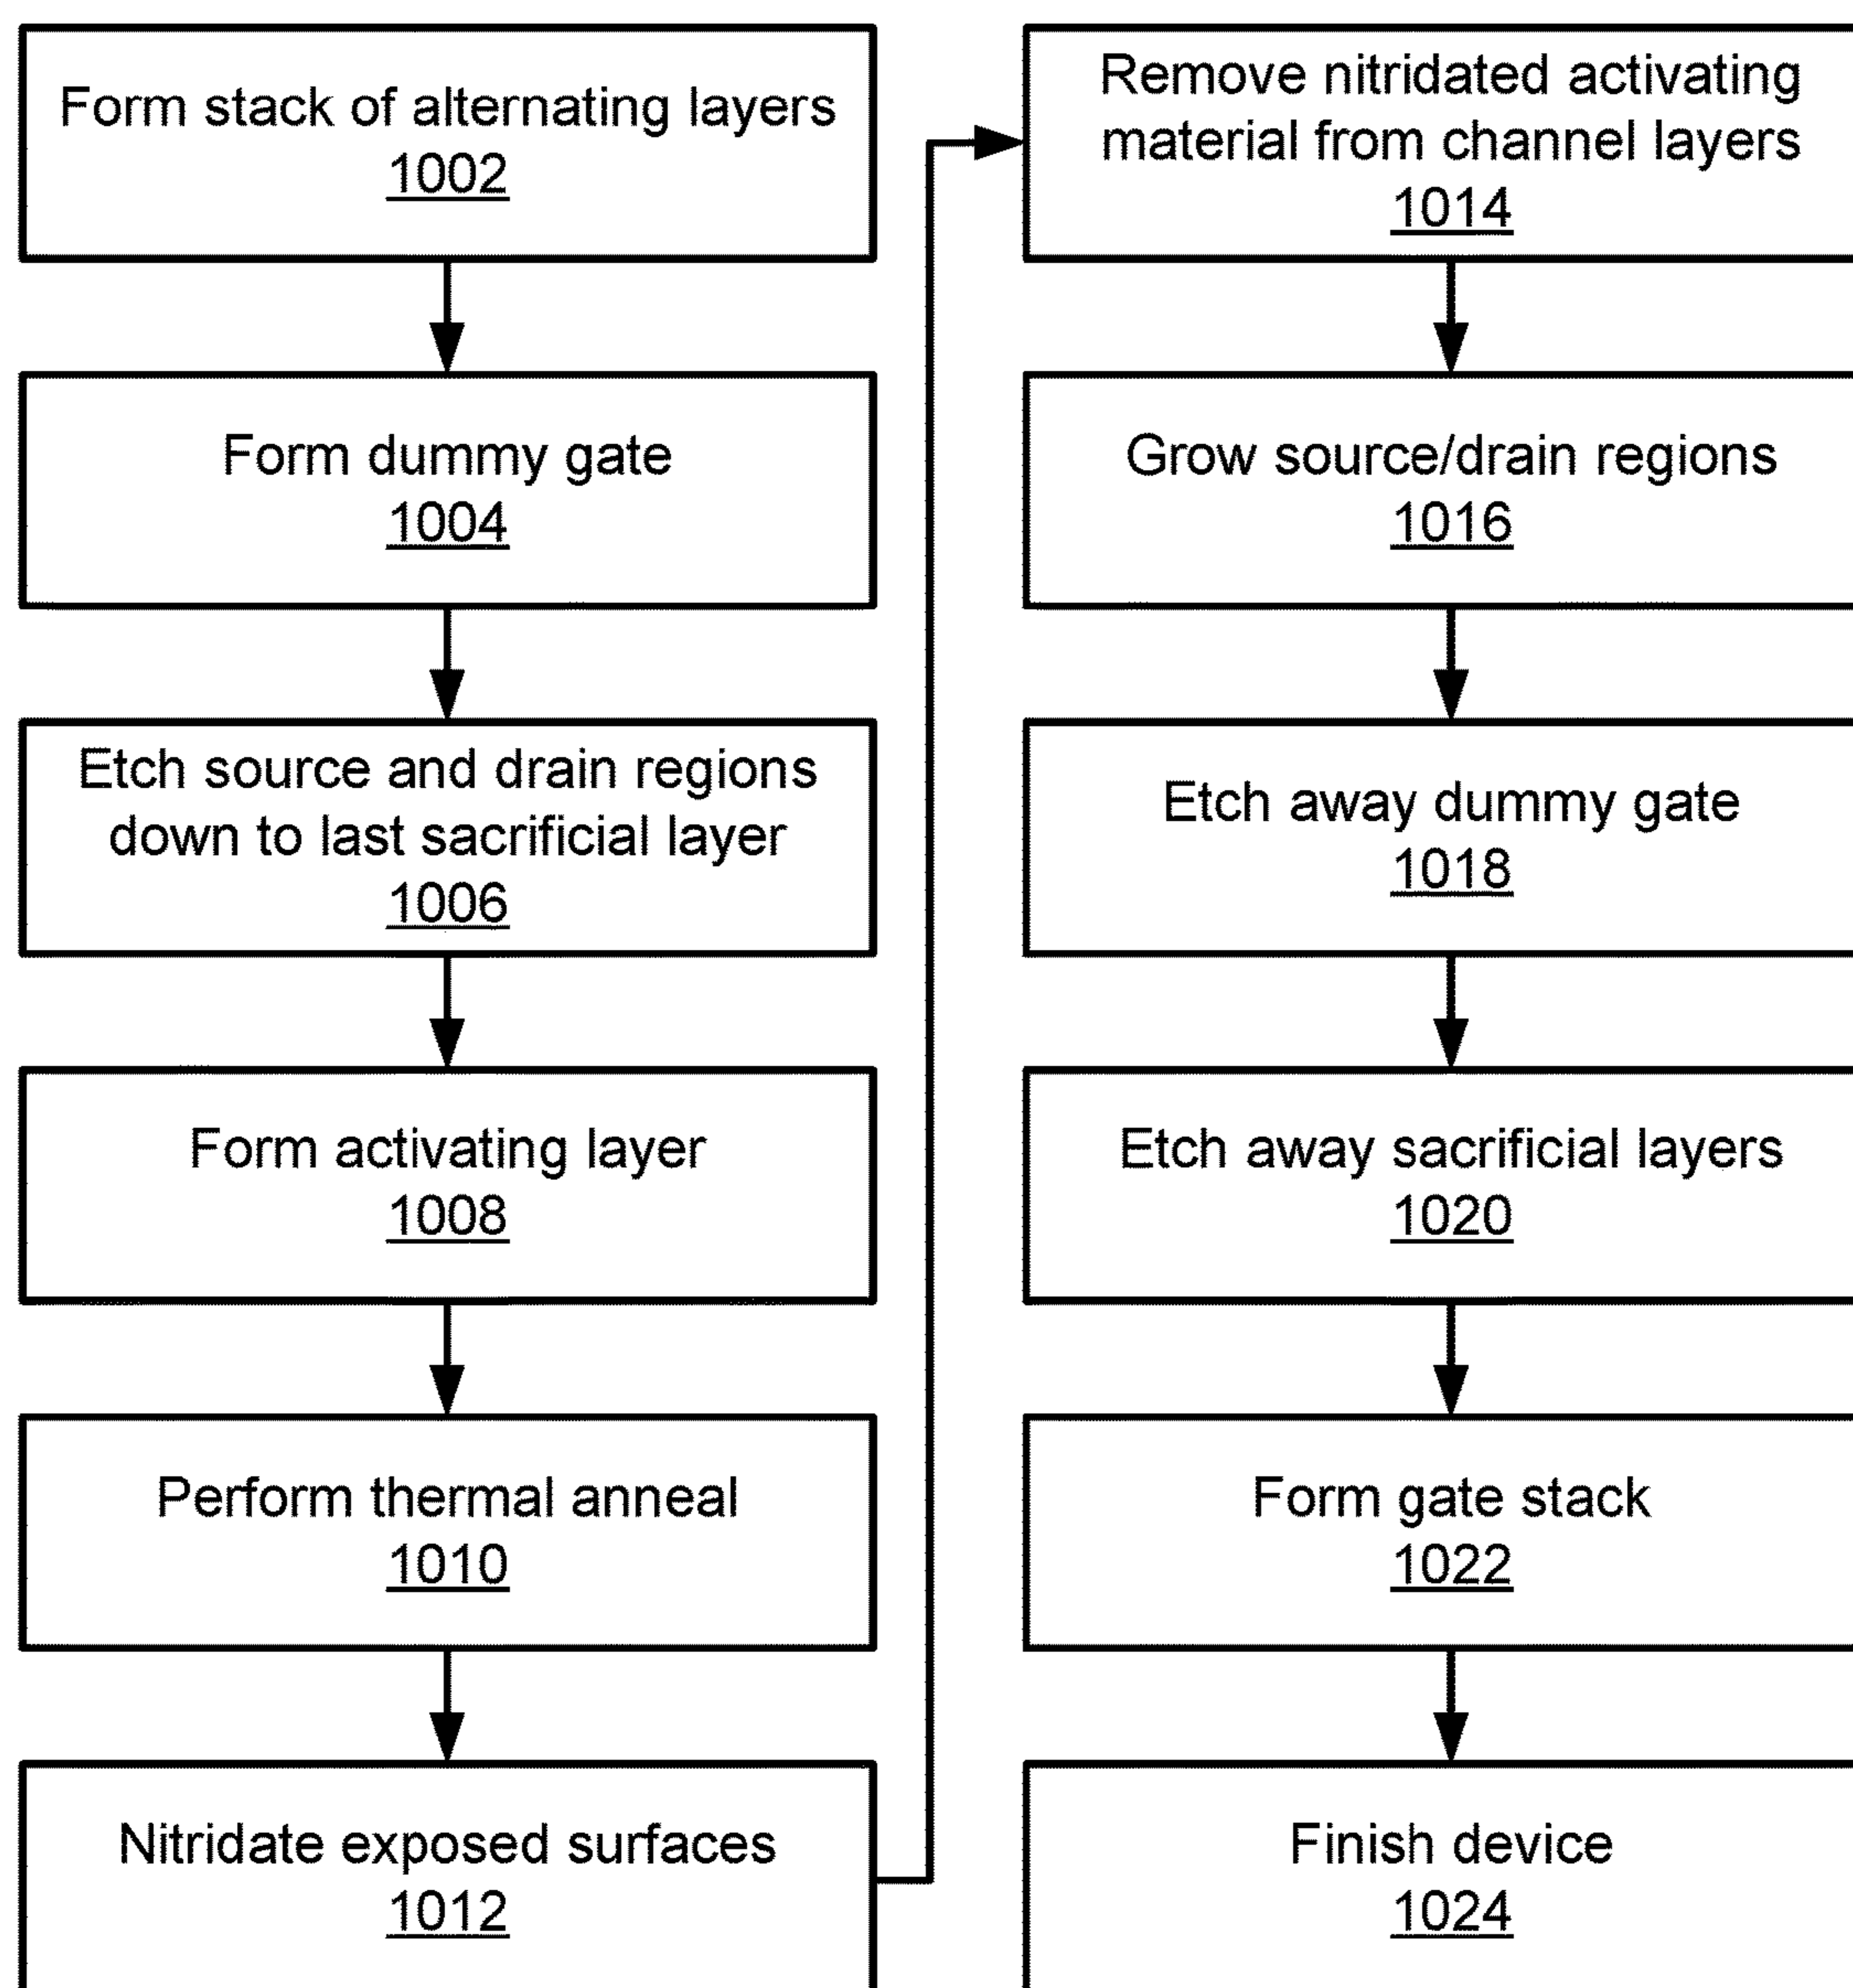 Form stack of alternating layers
1002
Form dummy gate
1004
Etch source and drain regions
down to last sacrificial layer
1006
Form activating layer
1008
Perform thermal anneal
1010
Nitridate exposed surfaces
1012
Remove nitridated activating
material from channel layers
1014
Grow source/drain regions
1016
Etch away dummy gate
1018
Etch away sacrificial layers
1020
Form gate stack
1022
Finish device
1024